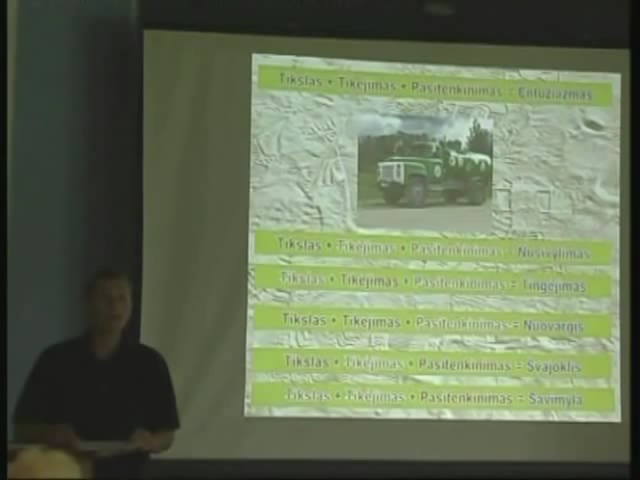 Tikslas + Tikėjimas + Pasitenkinimas = Entuziazmas
Tikslas + Tikėjimas + Pasitenkinimas = Nusivylimas
Tikslas + Tikėjimas + Pasitenkinimas = Tingėjimas
Tikslas + Tikėjimas + Pasitenkinimas = Nuovargis
Tikslas + Tikėjimas + Pasitenkinimas = Svajoklis
Tikslas + Tikėjimas + Pasitenkinimas = Savimyla